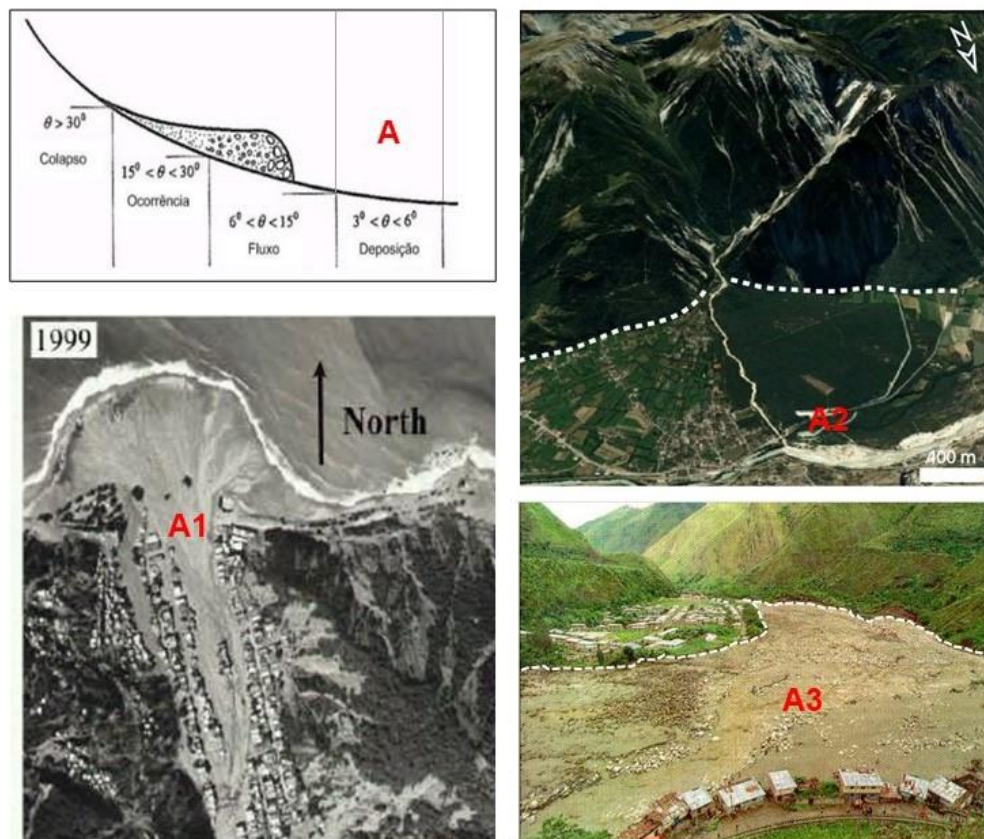 A
θ > 30⁰
Colapso
15⁰ < θ < 30⁰
Ocorrência
6⁰ < θ < 15⁰
Fluxo
3⁰ < θ < 6⁰
Deposição
N
A2
400 m
1999
North
A1
A3